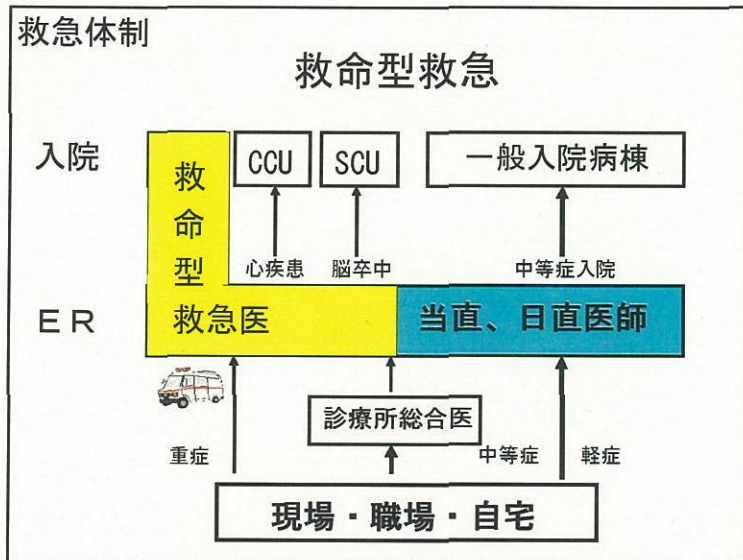 救急体制
救命型救急
入院
救命型
CCU
SCU
一般入院病棟
心疾患
脳卒中
中等症入院
ER
救急医
当直、日直医師
診療所総合医
重症
中等症
軽症
現場・職場・自宅